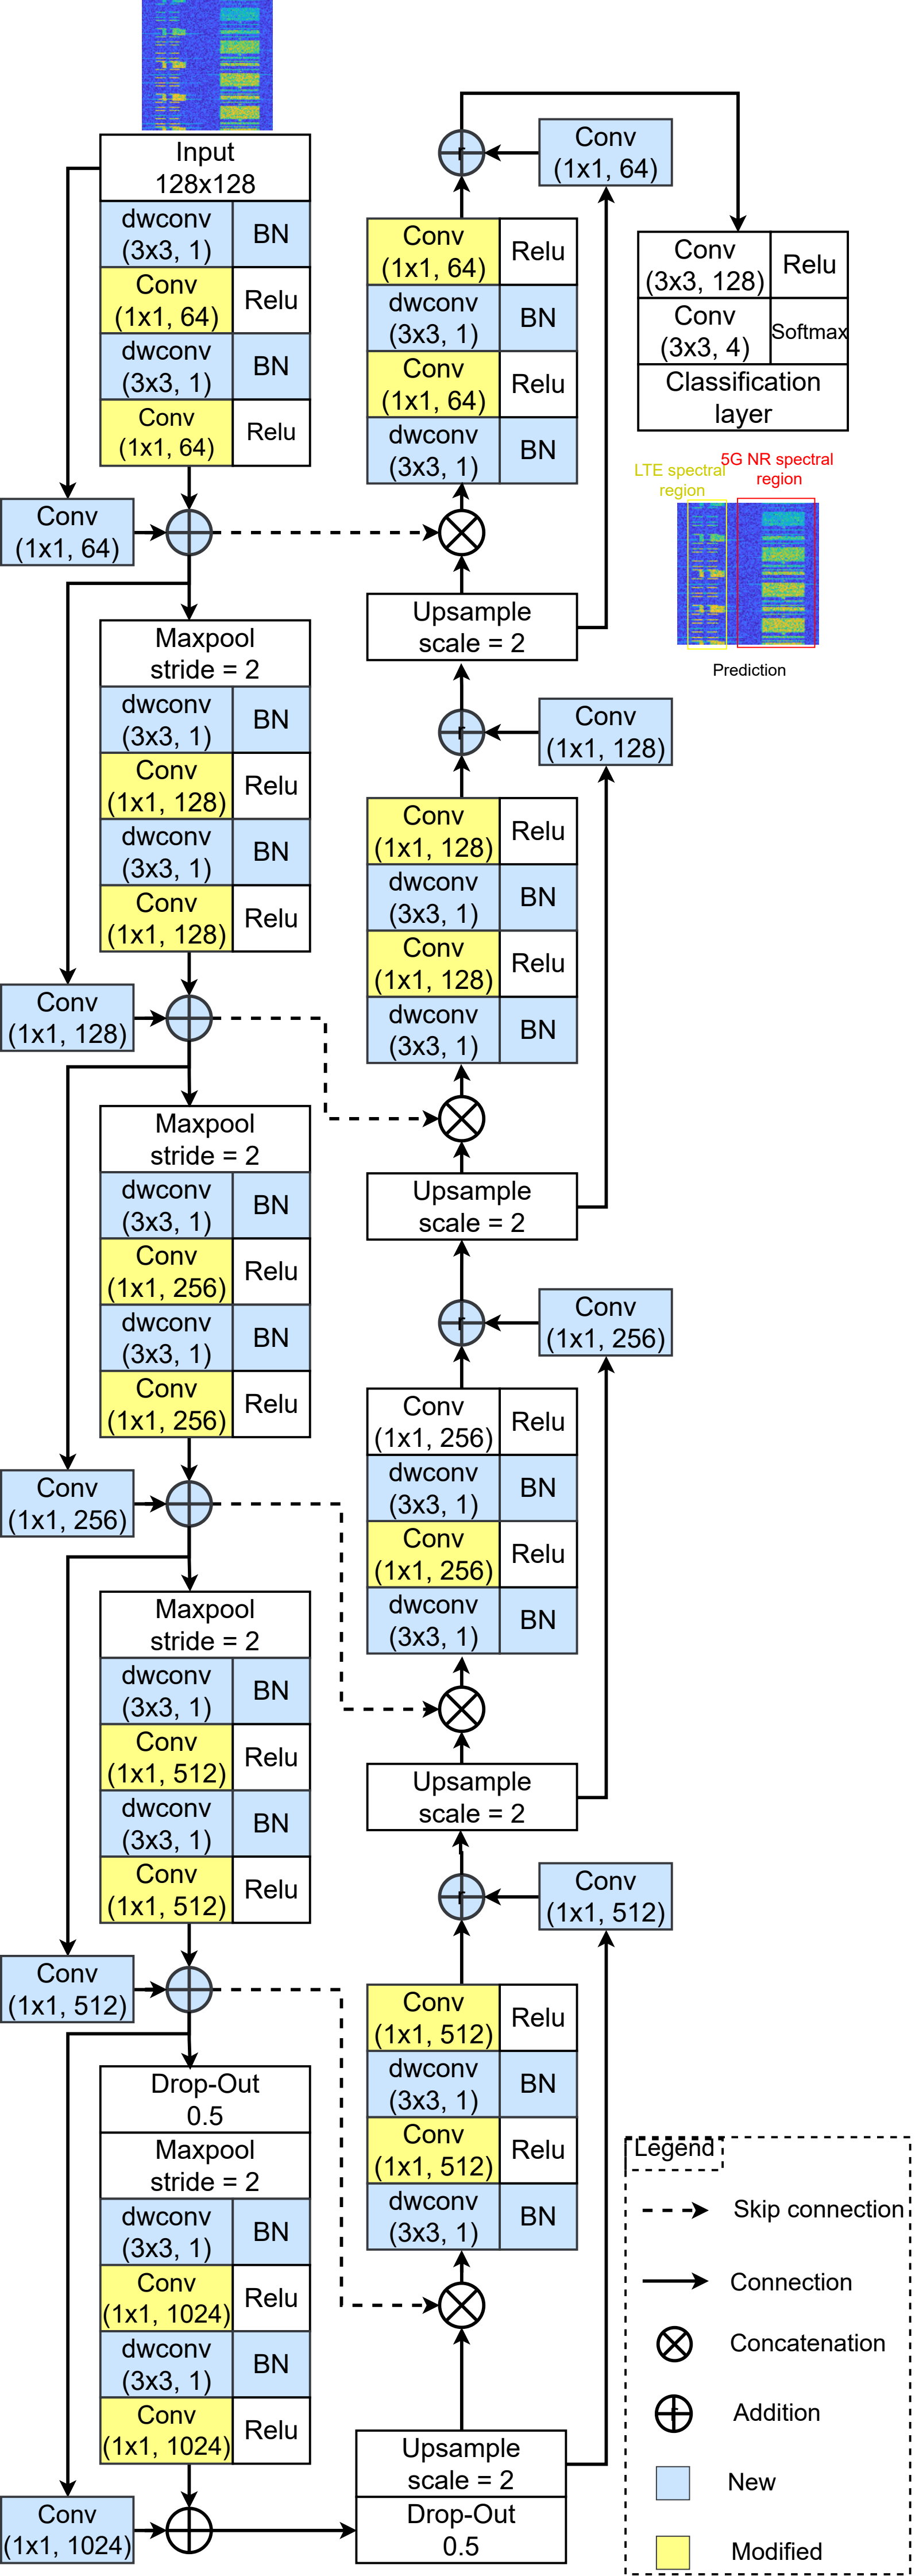 Input
128x128
dwconv
(3x3, 1)
BN
Conv
(1x1, 64)
Relu
dwconv
(3x3, 1)
BN
Conv
(1x1, 64)
Relu
Conv
(1x1, 64)
Maxpool
stride = 2
dwconv
(3x3, 1)
BN
Conv
(1x1, 128)
Relu
dwconv
(3x3, 1)
BN
Conv
(1x1, 128)
Relu
Conv
(1x1, 128)
Maxpool
stride = 2
dwconv
(3x3, 1)
BN
Conv
(1x1, 256)
Relu
dwconv
(3x3, 1)
BN
Conv
(1x1, 256)
Relu
Conv
(1x1, 256)
Maxpool
stride = 2
dwconv
(3x3, 1)
BN
Conv
(1x1, 512)
Relu
dwconv
(3x3, 1)
BN
Conv
(1x1, 512)
Relu
Conv
(1x1, 512)
Drop-Out
0.5
Maxpool
stride = 2
dwconv
(3x3, 1)
BN
Conv
(1x1, 1024)
Relu
dwconv
(3x3, 1)
BN
Conv
(1x1, 1024)
Relu
Conv
(1x1, 1024)
Conv
(1x1, 64)
Conv
(1x1, 64)
Relu
dwconv
(3x3, 1)
BN
Conv
(1x1, 64)
Relu
dwconv
(3x3, 1)
BN
Upsample
scale = 2
Conv
(1x1, 128)
Conv
(1x1, 128)
Relu
dwconv
(3x3, 1)
BN
Conv
(1x1, 128)
Relu
dwconv
(3x3, 1)
BN
Upsample
scale = 2
Conv
(1x1, 256)
Conv
(1x1, 256)
Relu
dwconv
(3x3, 1)
BN
Conv
(1x1, 256)
Relu
dwconv
(3x3, 1)
BN
Upsample
scale = 2
Conv
(1x1, 512)
Conv
(1x1, 512)
Relu
dwconv
(3x3, 1)
BN
Conv
(1x1, 512)
Relu
dwconv
(3x3, 1)
BN
Upsample
scale = 2
Drop-Out
0.5
Conv
(3x3, 128)
Relu
Conv
(3x3, 4)
Softmax
Classification
layer
LTE spectral
region
5G NR spectral
region
Prediction
Legend
Skip connection
Connection
Concatenation
Addition
New
Modified